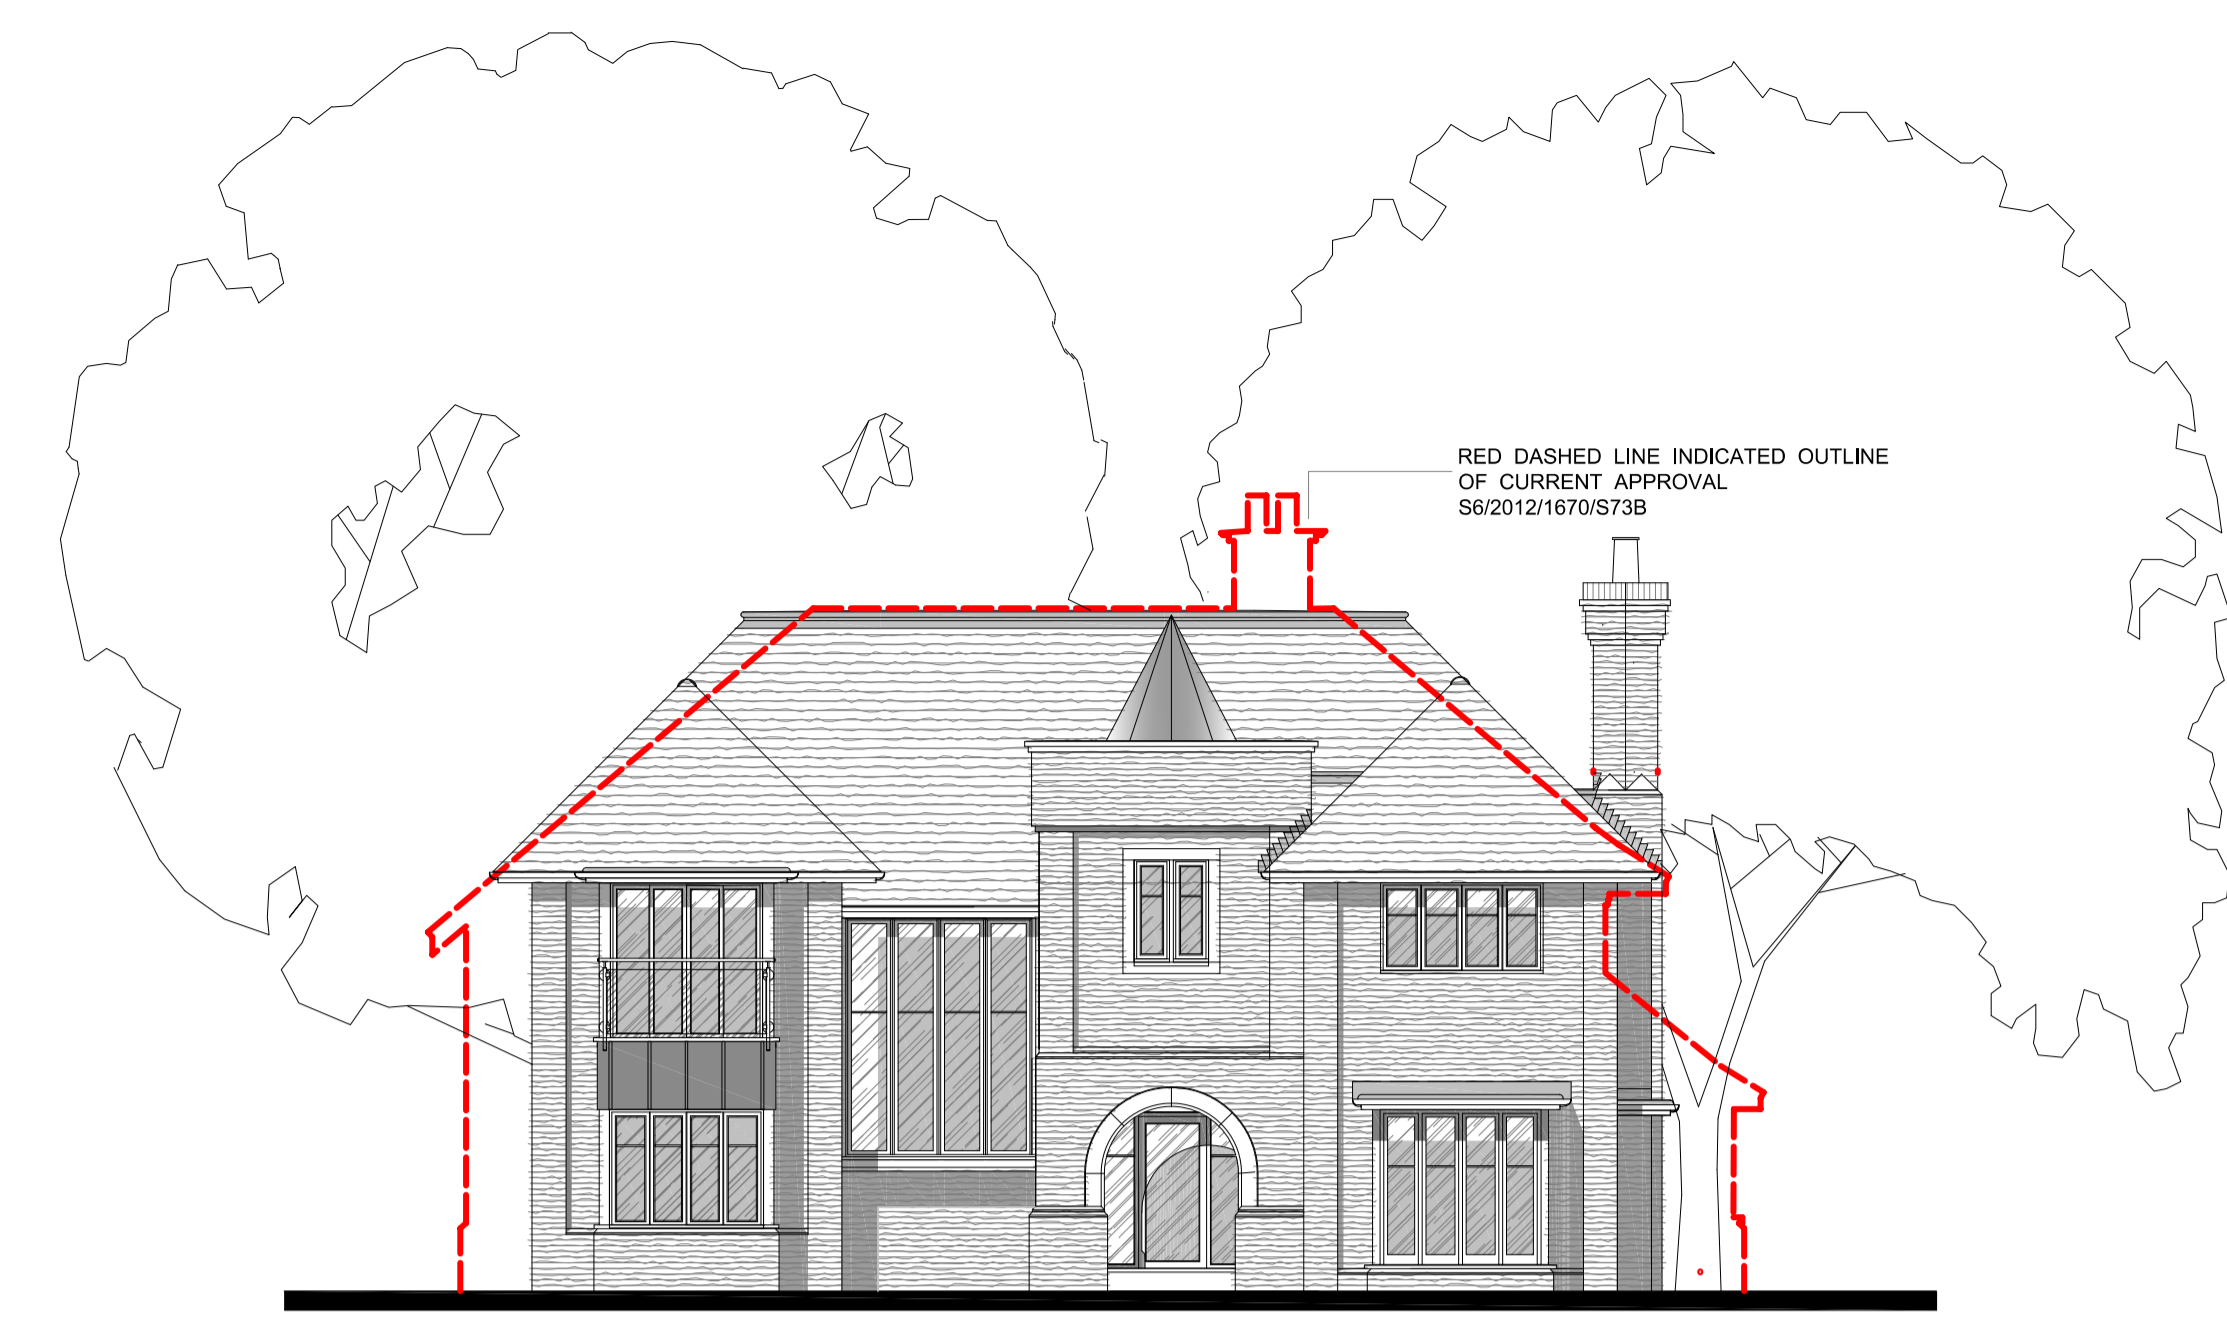 RED DASHED LINE INDICATED OUTLINE
OF CURRENT APPROVAL
S6/2012/1670/S73B